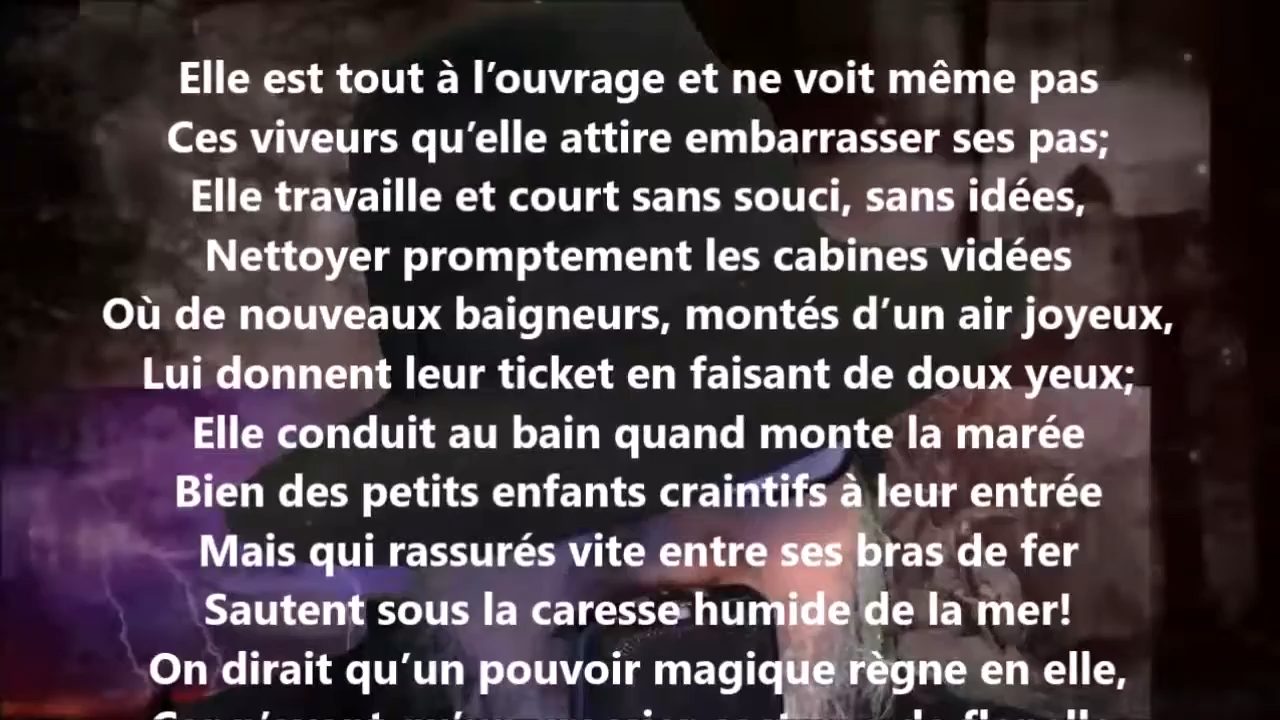 Elle est tout à l’ouvrage et ne voit même pas
Ces viveurs qu’elle attire embarrasser ses pas;
Elle travaille et court sans souci, sans idées,
Nettoyer promptement les cabines vidées
Où de nouveaux baigneurs, montés d’un air joyeux,
Lui donnent leur ticket en faisant de doux yeux;
Elle conduit au bain quand monte la marée
Bien des petits enfants craintifs à leur entrée
Mais qui rassurés vite entre ses bras de fer
Sautent sous la caresse humide de la mer!
On dirait qu’un pouvoir magique règne en elle,